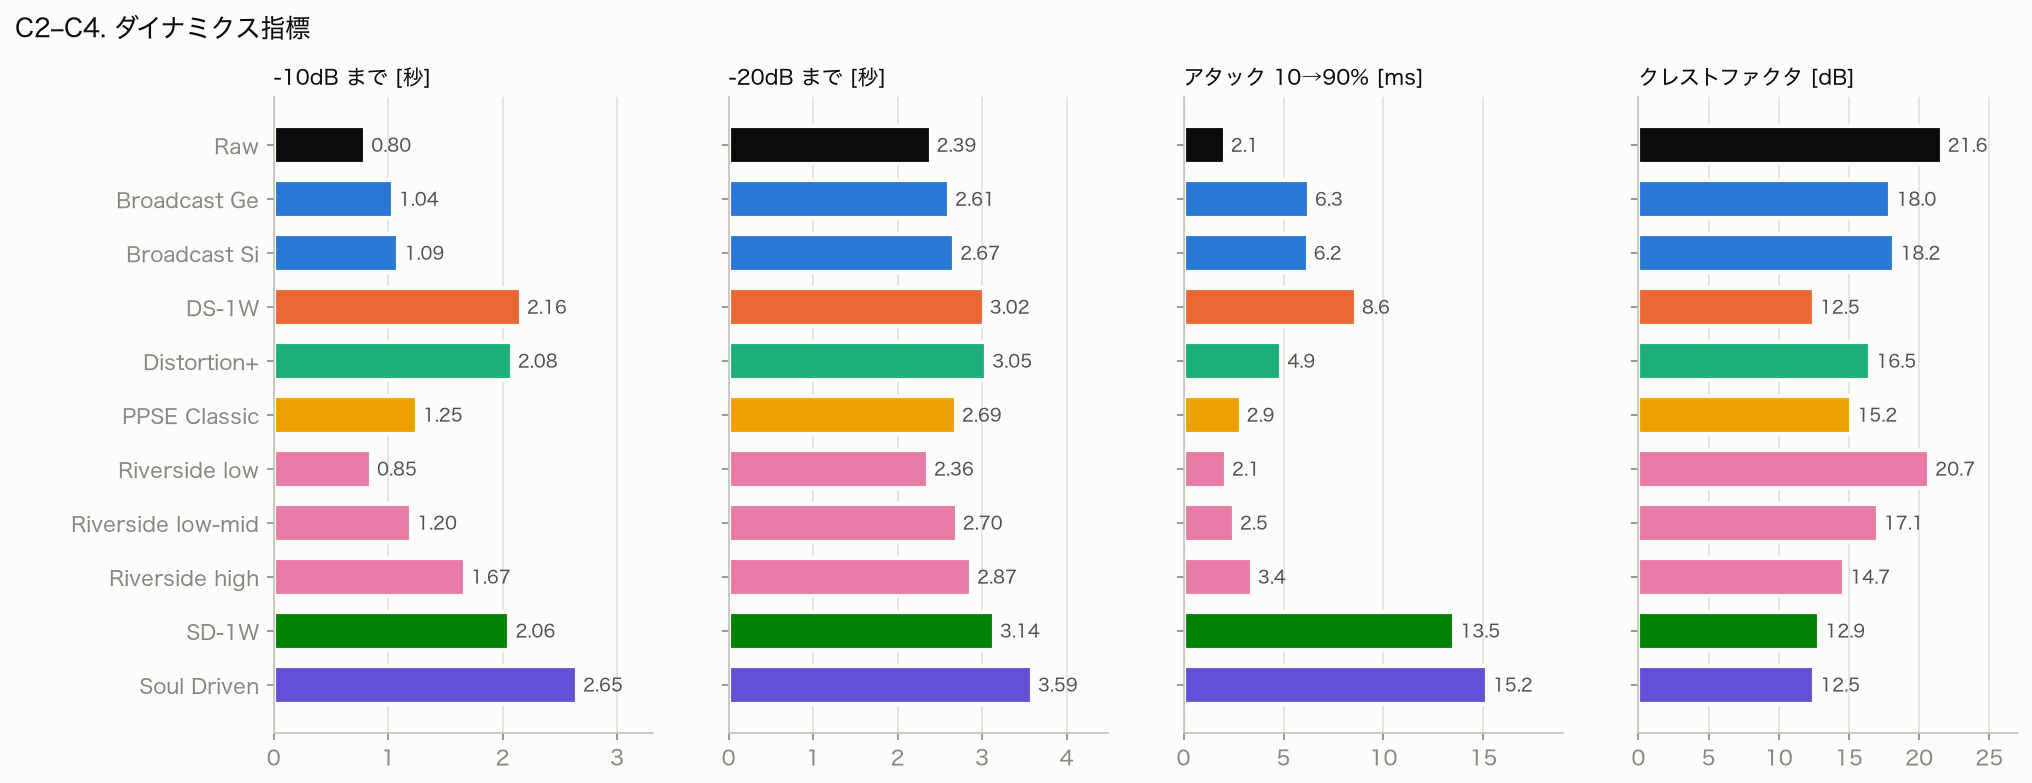 C2–C4. ダイナミクス指標
-10dB まで [秒]
-20dB まで [秒]
アタック 10→90% [ms]
クレストファクタ [dB]
Raw 0.80 2.39 2.1 21.6
Broadcast Ge 1.04 2.61 6.3 18.0
Broadcast Si 1.09 2.67 6.2 18.2
DS-1W 2.16 3.02 8.6 12.5
Distortion+ 2.08 3.05 4.9 16.5
PPSE Classic 1.25 2.69 2.9 15.2
Riverside low 0.85 2.36 2.1 20.7
Riverside low-mid 1.20 2.70 2.5 17.1
Riverside high 1.67 2.87 3.4 14.7
SD-1W 2.06 3.14 13.5 12.9
Soul Driven 2.65 3.59 15.2 12.5
0 1 2 3
0 1 2 3 4
0 5 10 15
0 5 10 15 20 25